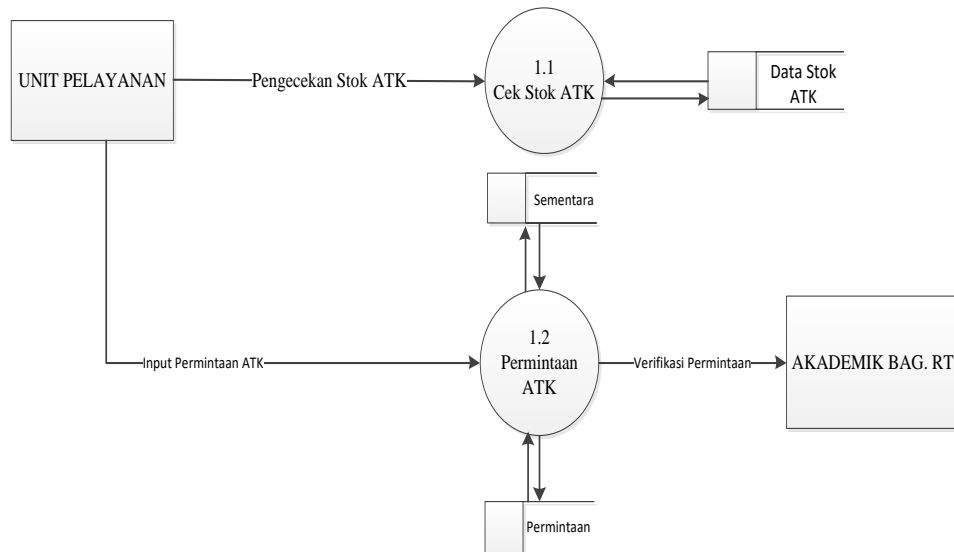 UNIT PELAYANAN
Pengecekan Stok ATK
1.1
Cek Stok ATK
Data Stok
ATK
Sementara
Input Permintaan ATK
1.2
Permintaan
ATK
Verifikasi Permintaan
AKADEMIK BAG. RT
Permintaan